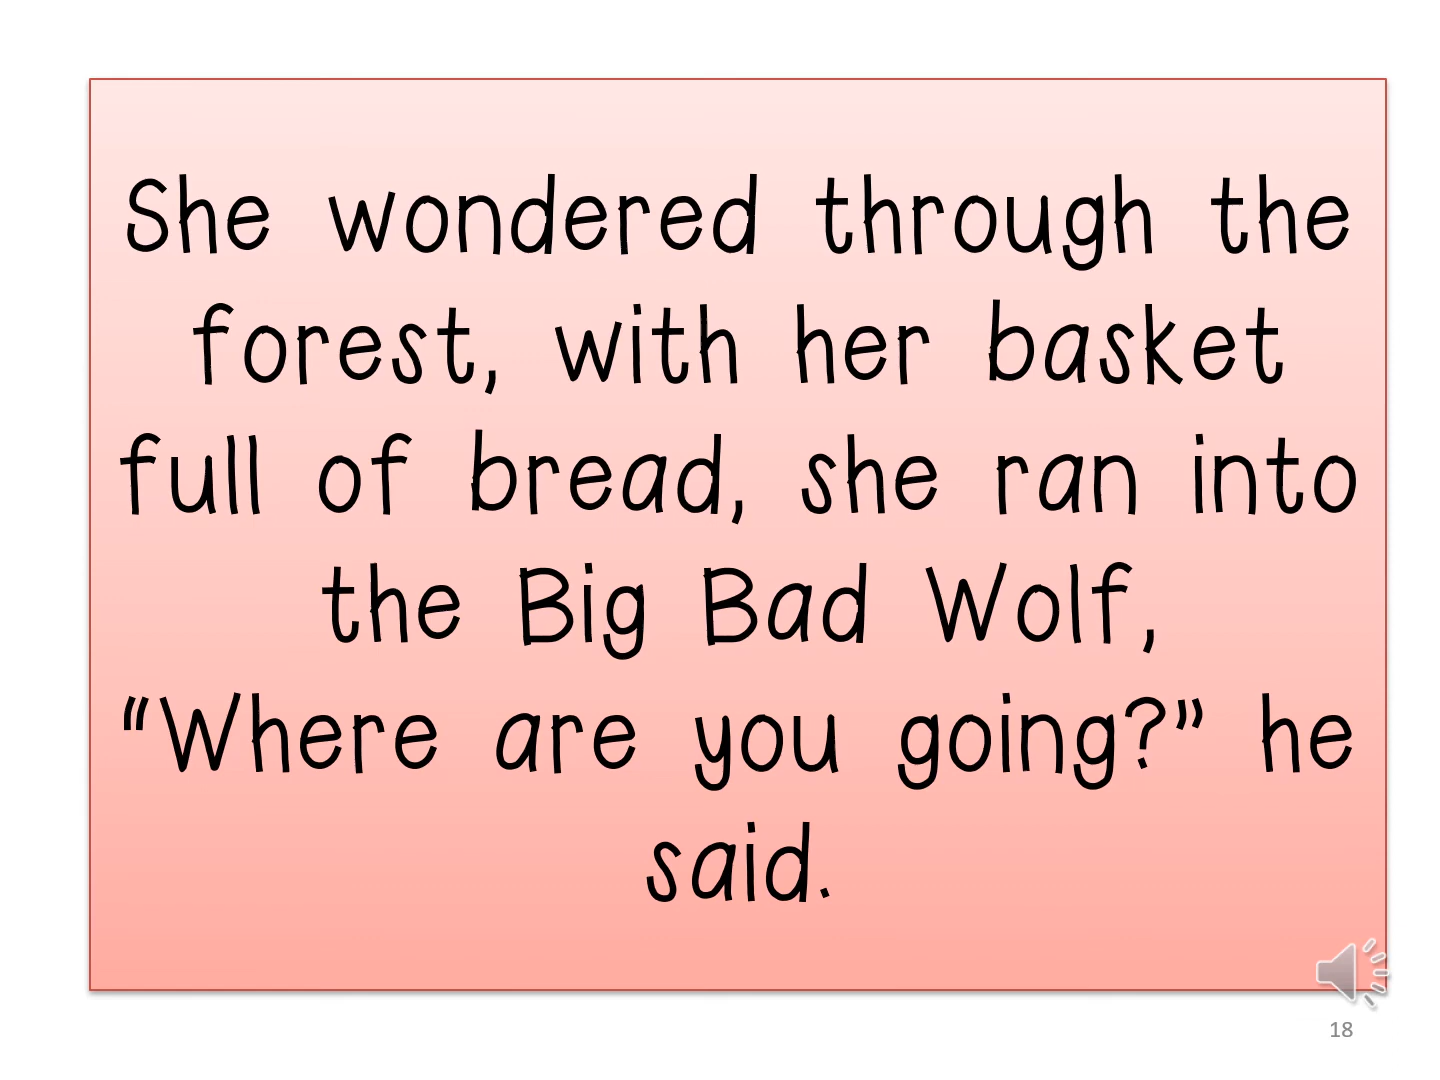 She wondered through the
forest, with her basket
full of bread, she ran into
the Big Bad Wolf,
“Where are you going?” he
said.
18